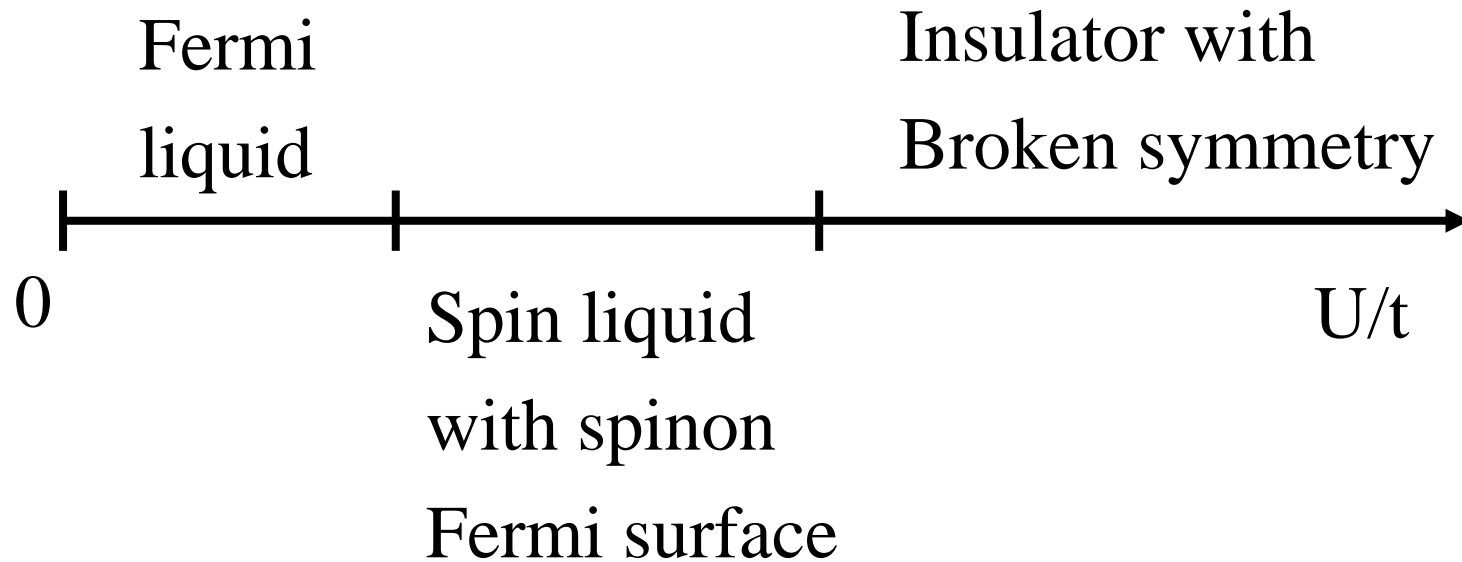 Fermi
liquid
Insulator with
Broken symmetry
0
Spin liquid
with spinon
Fermi surface
U/t